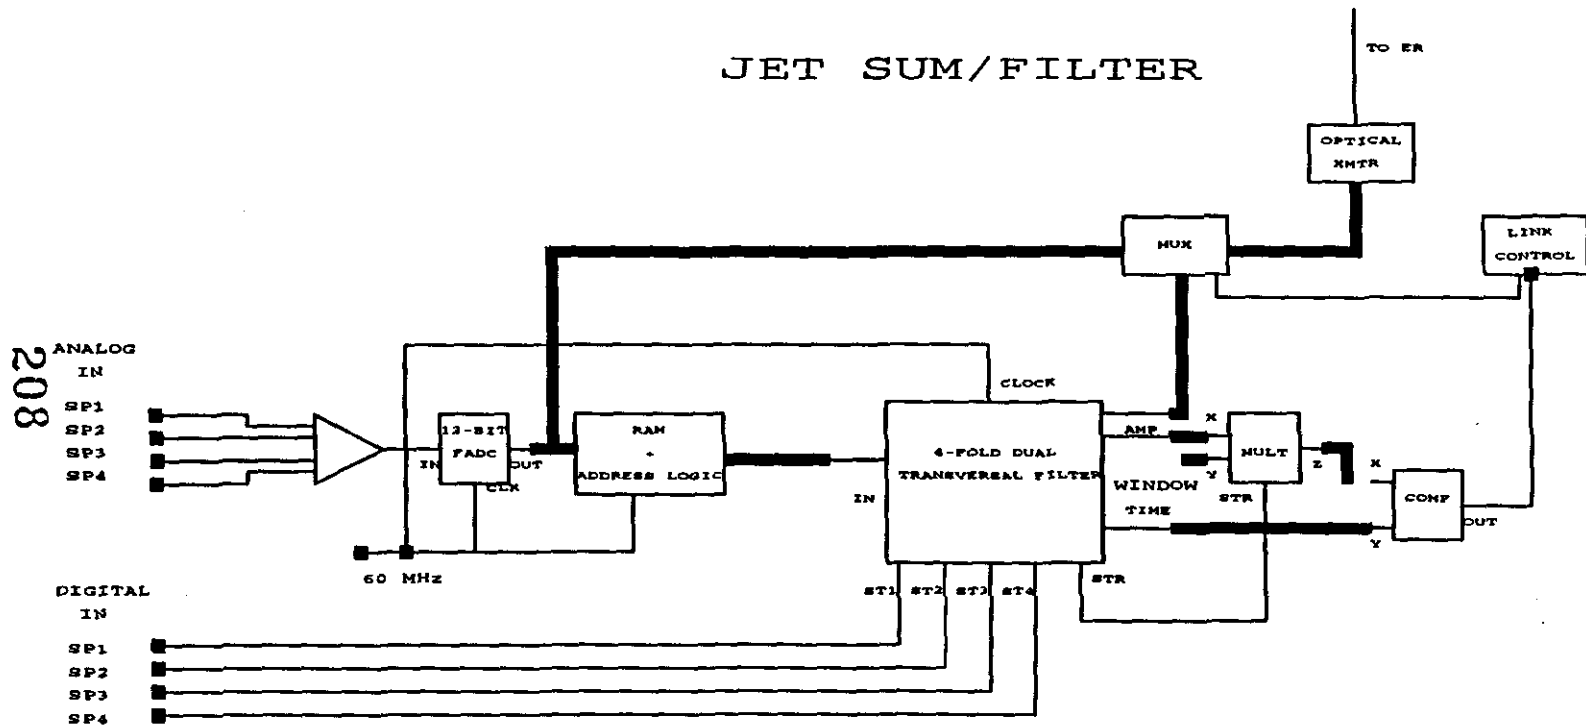 JET SUM/FILTER
TO ER
OPTICAL
XMTR
MUX
LINK
CONTROL
208
ANALOG
IN
SP1
SP2
SP3
SP4
12-BIT
FADC
IN
OUT
CLK
RAM
+
ADDRESS LOGIC
CLOCK
4-FOLD DUAL
TRANSVERSAL FILTER
IN
AMP
WINDOW
TIME
X
Y
MULT
Z
STR
X
Y
COMP
OUT
60 MHz
ST1 ST2 ST3 ST4
STR
DIGITAL
IN
SP1
SP2
SP3
SP4